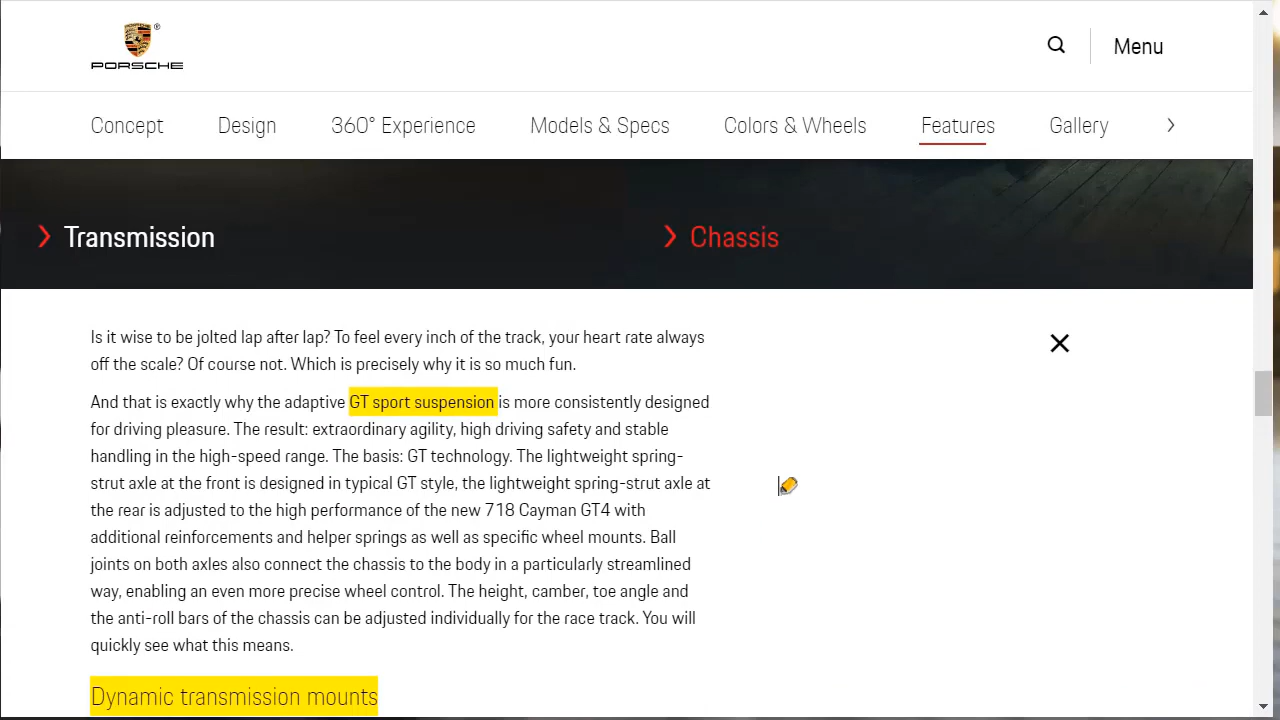 PORSCHE
Menu
Concept Design 360° Experience Models & Specs Colors & Wheels Features Gallery
Transmission Chassis
Is it wise to be jolted lap after lap? To feel every inch of the track, your heart rate always
off the scale? Of course not. Which is precisely why it is so much fun.
And that is exactly why the adaptive GT sport suspension is more consistently designed
for driving pleasure. The result: extraordinary agility, high driving safety and stable
handling in the high-speed range. The basis: GT technology. The lightweight spring-
strut axle at the front is designed in typical GT style, the lightweight spring-strut axle at
the rear is adjusted to the high performance of the new 718 Cayman GT4 with
additional reinforcements and helper springs as well as specific wheel mounts. Ball
joints on both axles also connect the chassis to the body in a particularly streamlined
way, enabling an even more precise wheel control. The height, camber, toe angle and
the anti-roll bars of the chassis can be adjusted individually for the race track. You will
quickly see what this means.
Dynamic transmission mounts